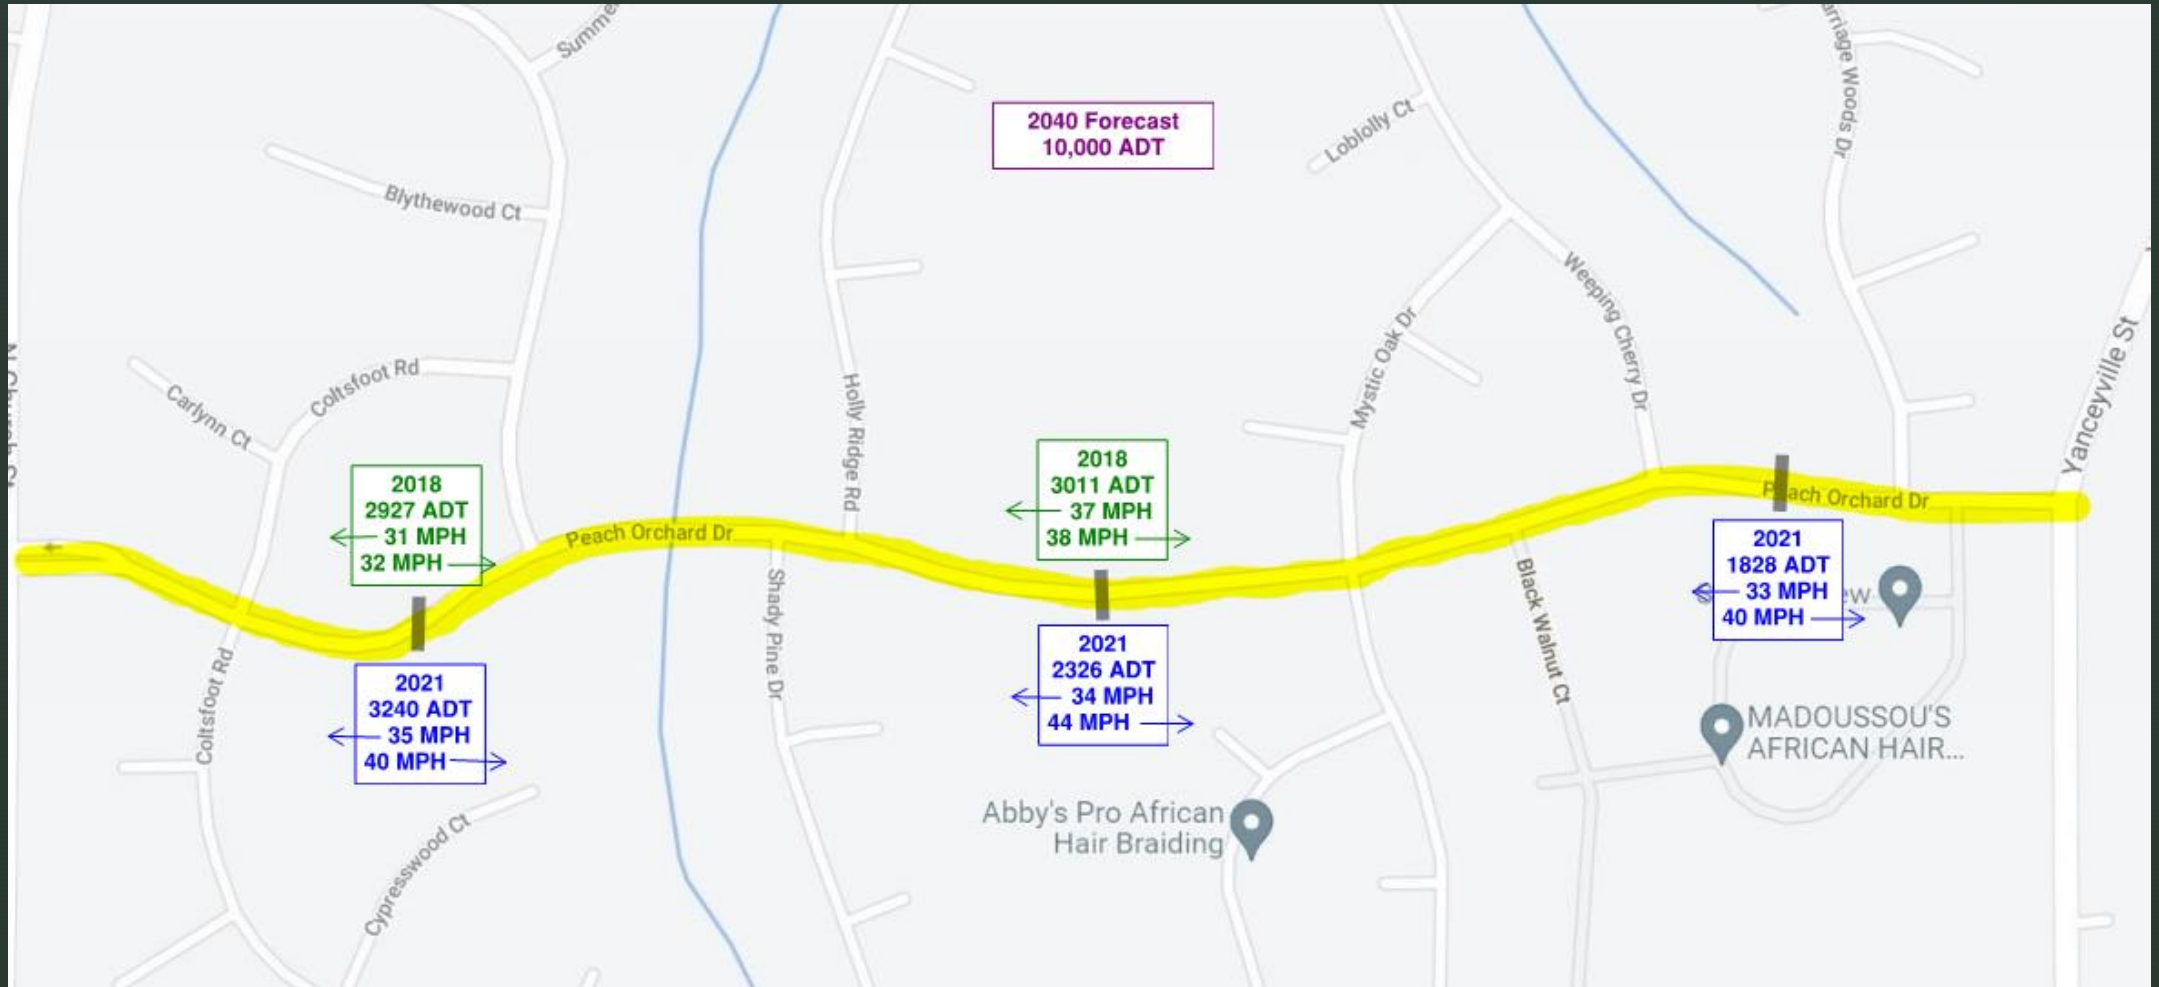 Summe
arriage Woods Dr
2040 Forecast
10,000 ADT
Loblolly Ct
Blythewood Ct
Weeping Cherry Dr
Yanceyville St
Mystic Oak Dr
Coltsfoot Rd
Carlynn Ct
Holly Ridge Rd
2018
2927 ADT
31 MPH
32 MPH
2018
3011 ADT
37 MPH
38 MPH
Peach Orchard Dr
Peach Orchard Dr
2021
1828 ADT
33 MPH
40 MPH
ew
Shady Pine Dr
Black Walnut Ct
Coltsfoot Rd
2021
3240 ADT
35 MPH
40 MPH
2021
2326 ADT
34 MPH
44 MPH
MADOUSSOU'S
AFRICAN HAIR...
Abby's Pro African
Hair Braiding
Cypresswood Ct